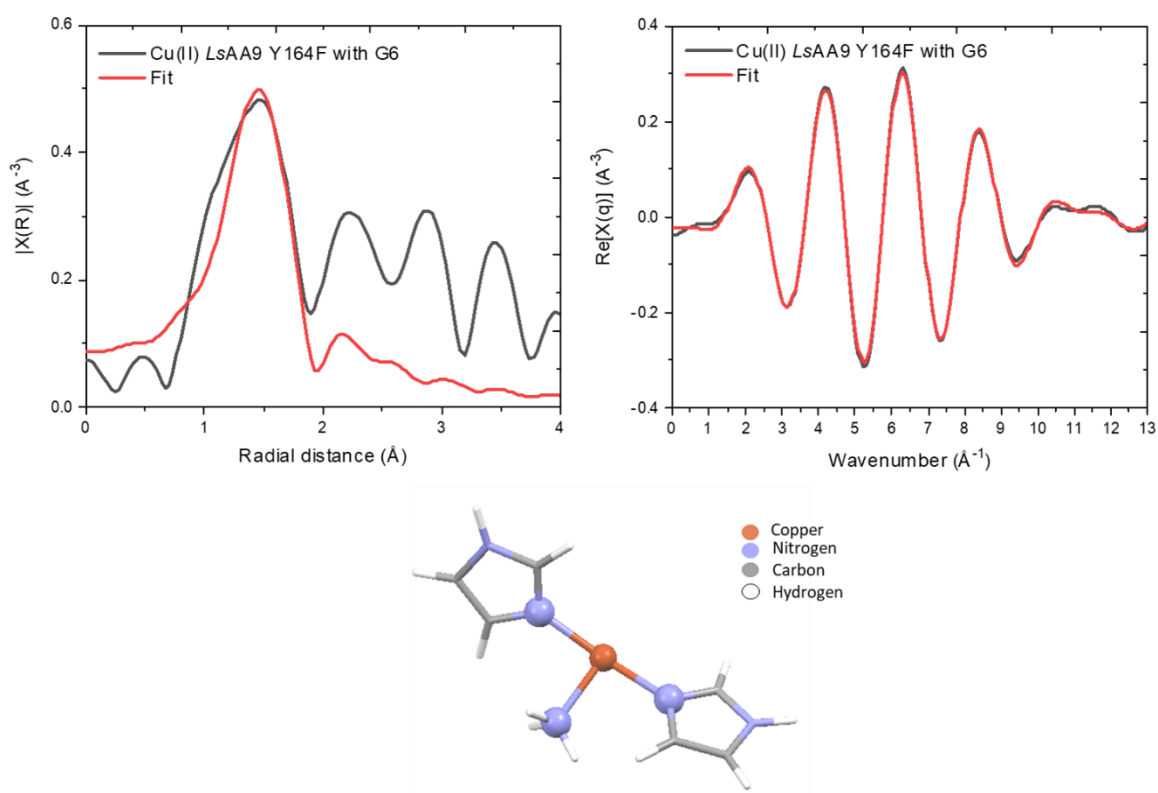 0.6
Cu(II) LsAA9 Y164F with G6
Fit
0.4
0.2
0.0
|X(R)| (A⁻³)
0 1 2 3 4
Radial distance (Å)
0.4
Cu(II) LsAA9 Y164F with G6
Fit
0.2
0.0
-0.2
-0.4
Re[X(q)] (A⁻³)
0 1 2 3 4 5 6 7 8 9 10 11 12 13
Wavenumber (Å⁻¹)
Copper
Nitrogen
Carbon
Hydrogen